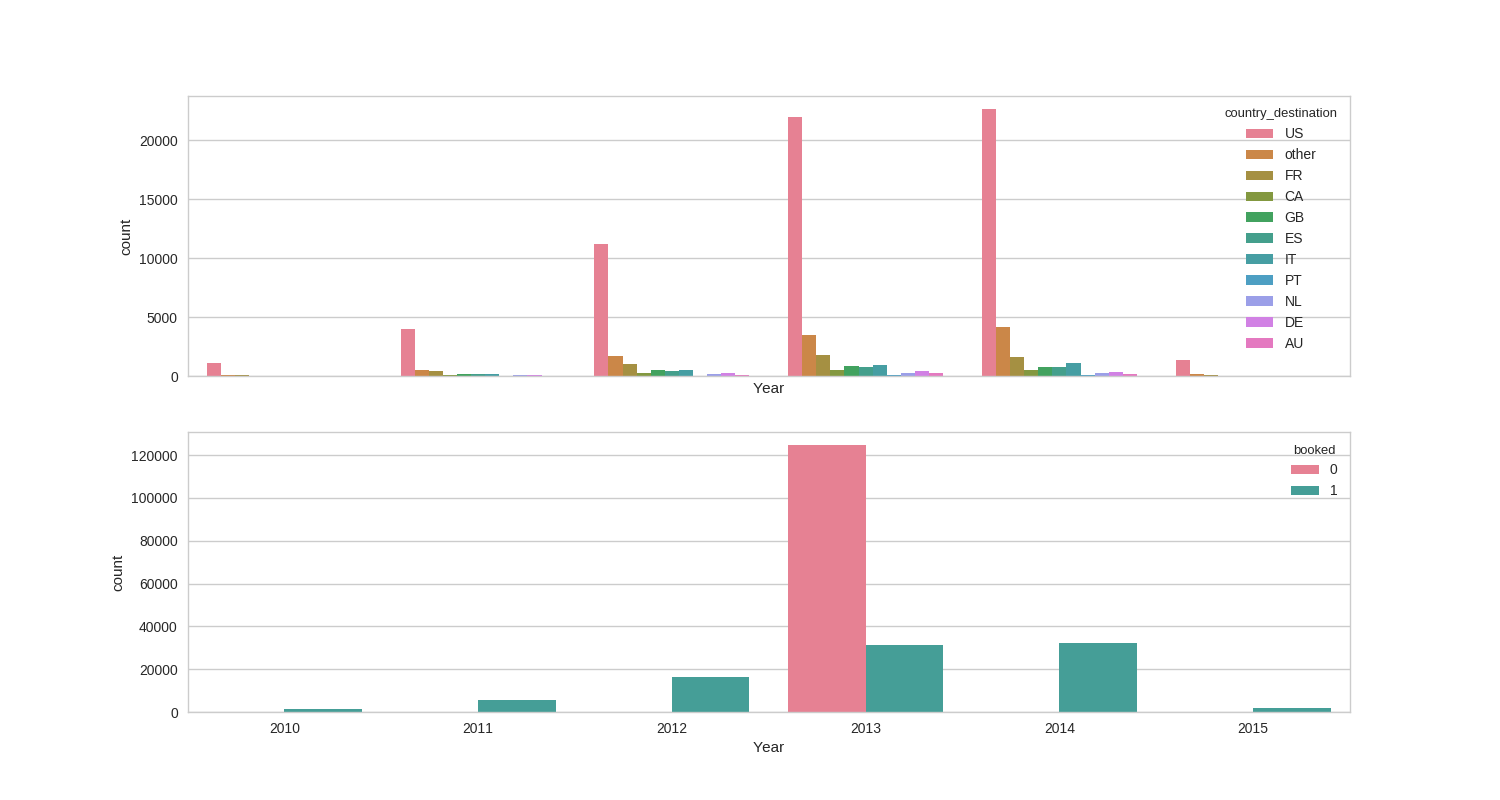 country_destination
US
other
FR
CA
GB
ES
IT
PT
NL
DE
AU
20000
15000
10000
5000
0
count
Year
booked
0
1
120000
100000
80000
60000
40000
20000
0
count
2010 2011 2012 2013 2014 2015
Year